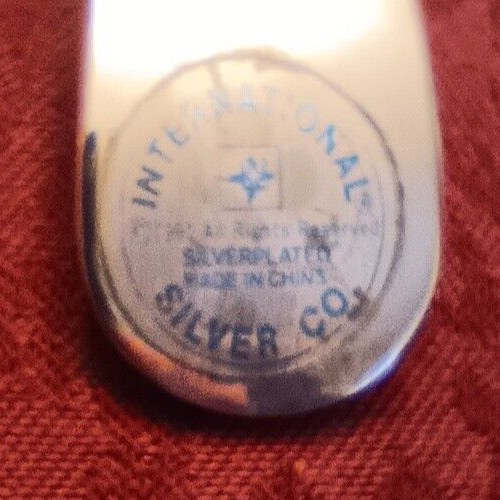 INTERNATIONAL®
All Rights Reserved
SILVERPLATED
MADE IN CHINA
SILVER CO.